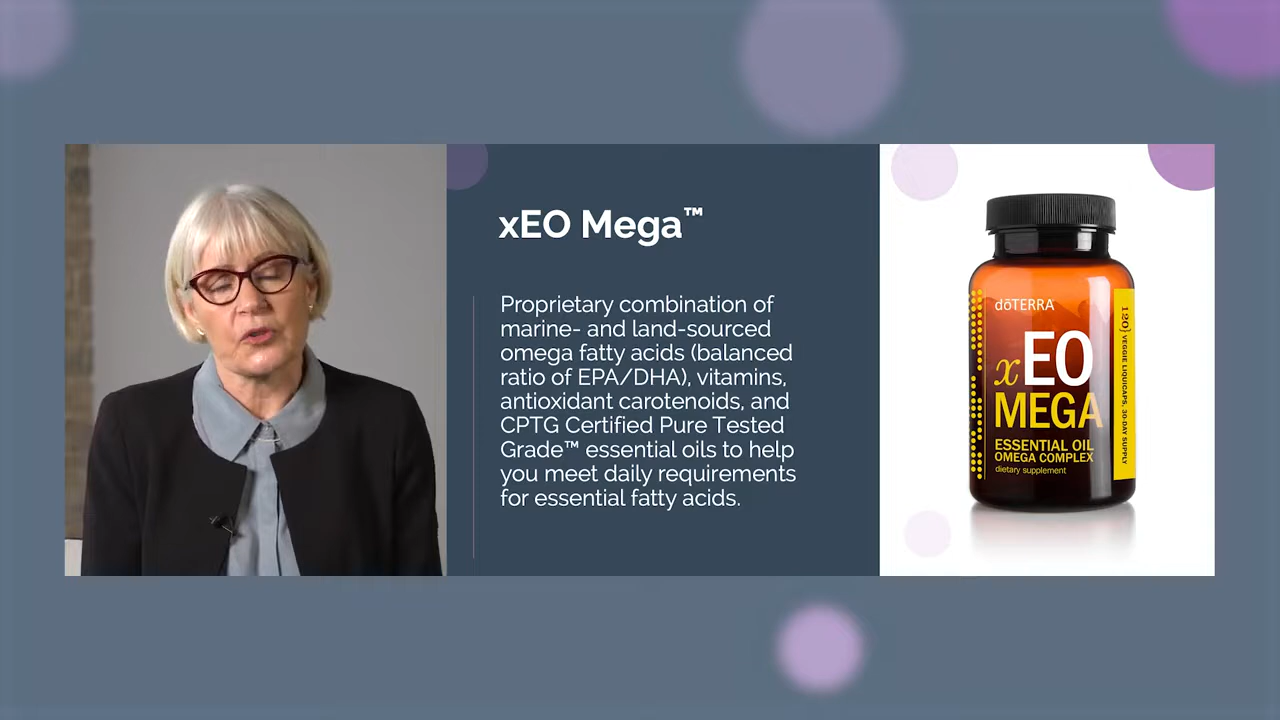 xEO Mega™
Proprietary combination of
marine- and land-sourced
omega fatty acids (balanced
ratio of EPA/DHA), vitamins,
antioxidant carotenoids, and
CPTG Certified Pure Tested
Grade™ essential oils to help
you meet daily requirements
for essential fatty acids.
dōTERRA
xEO
MEGA
ESSENTIAL OIL
OMEGA COMPLEX
dietary supplement
120} VEGGIE LIQUICAPS, 30-DAY SUPPLY